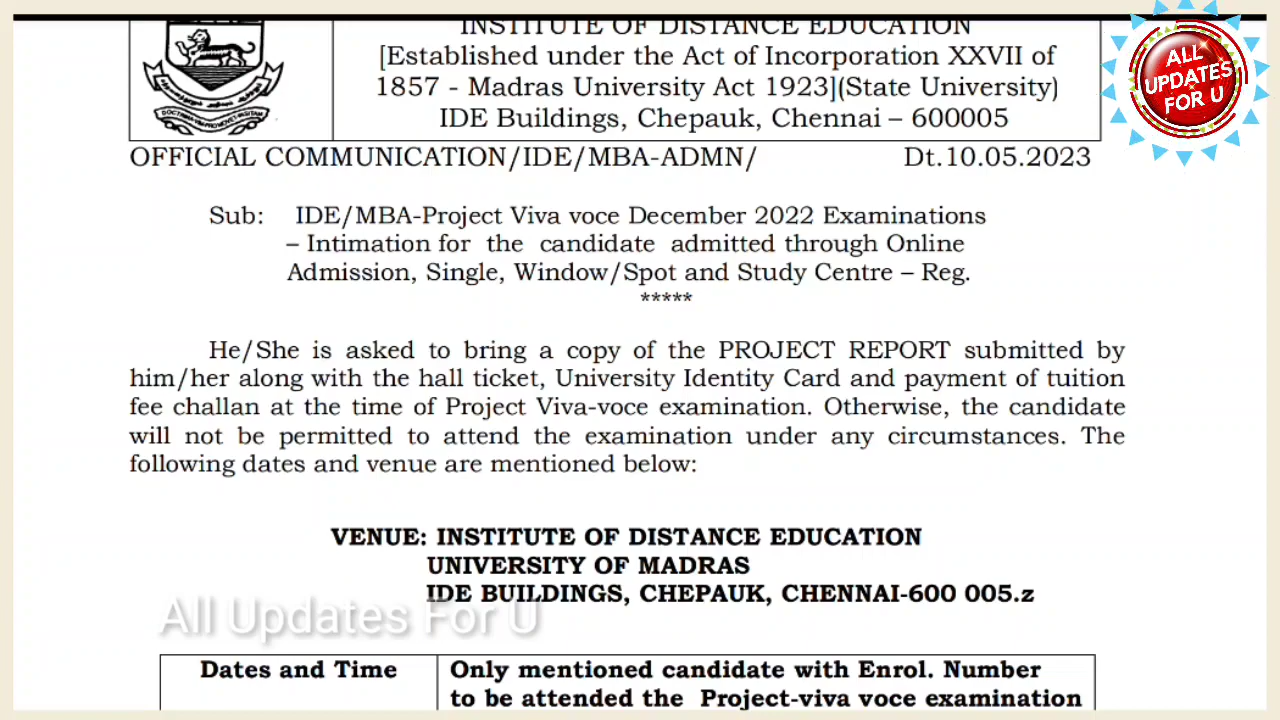 INSTITUTE OF DISTANCE EDUCATION
[Established under the Act of Incorporation XXVII of
1857 - Madras University Act 1923](State University)
IDE Buildings, Chepauk, Chennai – 600005
ALL
UPDATES
FOR U
OFFICIAL COMMUNICATION/IDE/MBA-ADMN/ Dt.10.05.2023
Sub: IDE/MBA-Project Viva voce December 2022 Examinations
– Intimation for the candidate admitted through Online
Admission, Single, Window/Spot and Study Centre – Reg.
*****
He/She is asked to bring a copy of the PROJECT REPORT submitted by
him/her along with the hall ticket, University Identity Card and payment of tuition
fee challan at the time of Project Viva-voce examination. Otherwise, the candidate
will not be permitted to attend the examination under any circumstances. The
following dates and venue are mentioned below:
VENUE: INSTITUTE OF DISTANCE EDUCATION
UNIVERSITY OF MADRAS
IDE BUILDINGS, CHEPAUK, CHENNAI-600 005.z
All Updates For U
Dates and Time
Only mentioned candidate with Enrol. Number
to be attended the Project-viva voce examination